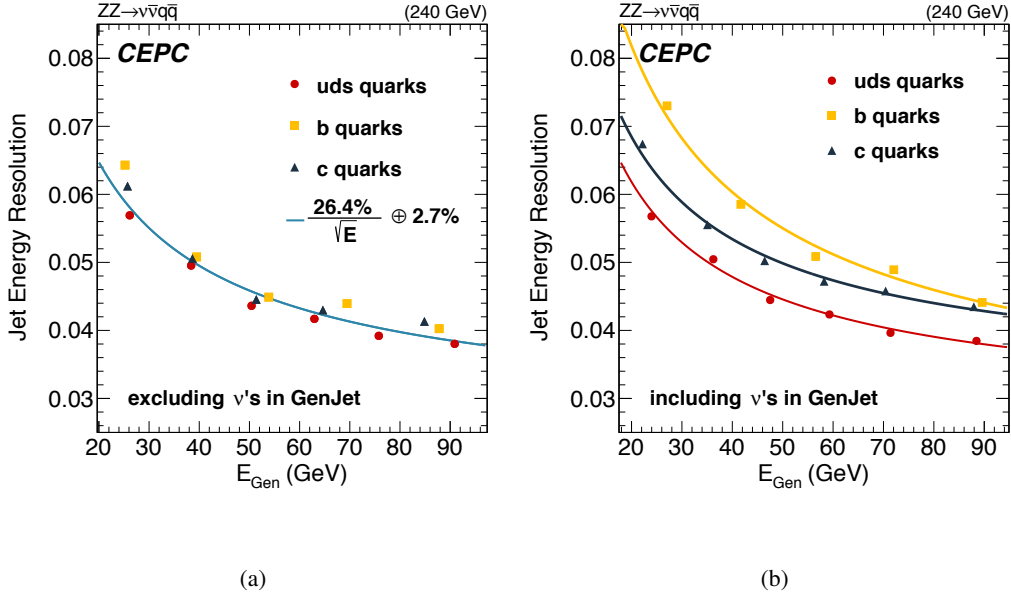 ZZ→νν̅qq̅ (240 GeV)
CEPC
uds quarks
b quarks
c quarks
26.4%
√E
⊕ 2.7%
excluding ν's in GenJet
Jet Energy Resolution
0.08
0.07
0.06
0.05
0.04
0.03
20 30 40 50 60 70 80 90
E_Gen (GeV)
(a)
ZZ→νν̅qq̅ (240 GeV)
CEPC
uds quarks
b quarks
c quarks
including ν's in GenJet
Jet Energy Resolution
0.08
0.07
0.06
0.05
0.04
0.03
20 30 40 50 60 70 80 90
E_Gen (GeV)
(b)